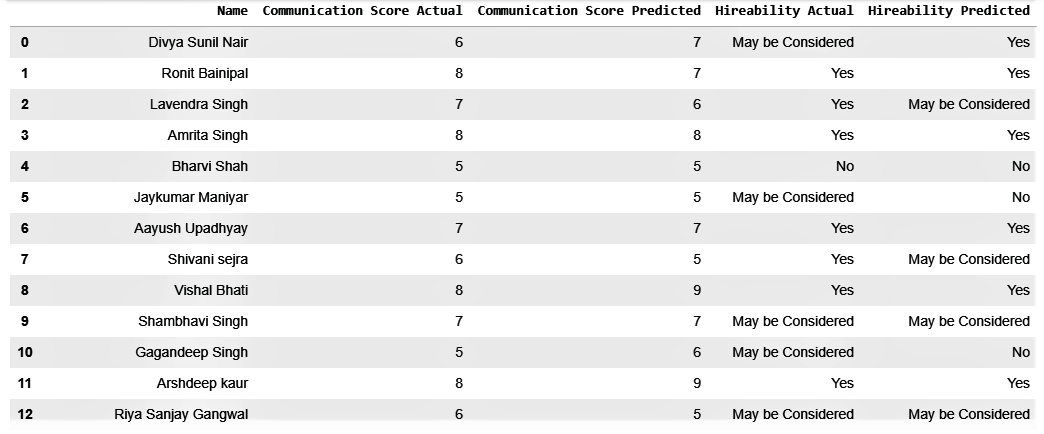 Name Communication Score Actual Communication Score Predicted Hireability Actual Hireability Predicted
0 Divya Sunil Nair 6 7 May be Considered Yes
1 Ronit Bainipal 8 7 Yes Yes
2 Lavendra Singh 7 6 Yes May be Considered
3 Amrita Singh 8 8 Yes Yes
4 Bharvi Shah 5 5 No No
5 Jaykumar Maniyar 5 5 May be Considered No
6 Aayush Upadhyay 7 7 Yes Yes
7 Shivani sejra 6 5 Yes May be Considered
8 Vishal Bhati 8 9 Yes Yes
9 Shambhavi Singh 7 7 May be Considered May be Considered
10 Gagandeep Singh 5 6 May be Considered No
11 Arshdeep kaur 8 9 Yes Yes
12 Riya Sanjay Gangwal 6 5 May be Considered May be Considered